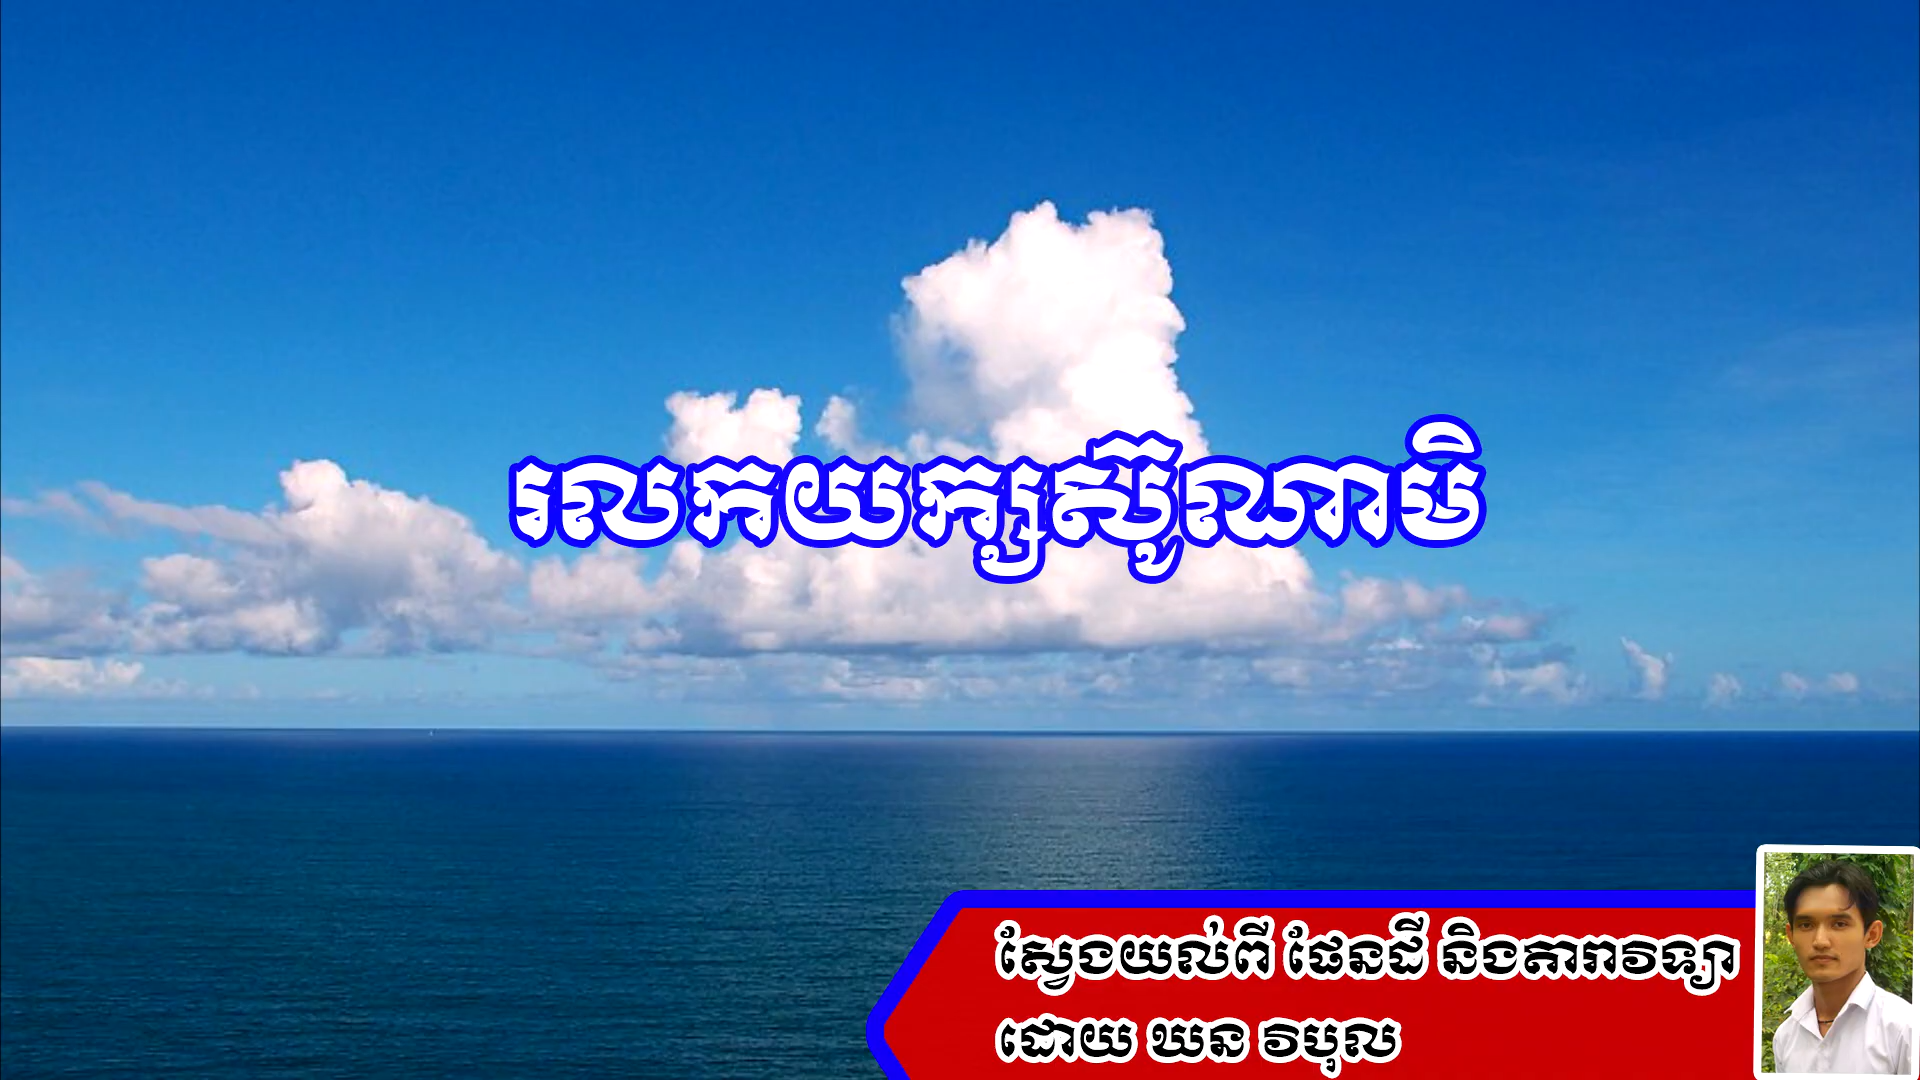 រលកយក្សស៊ូណាមិ
ស្វែងយល់ពី ផែនដី និងតារាវិទ្យា
ដោយ ឃន វិបុល